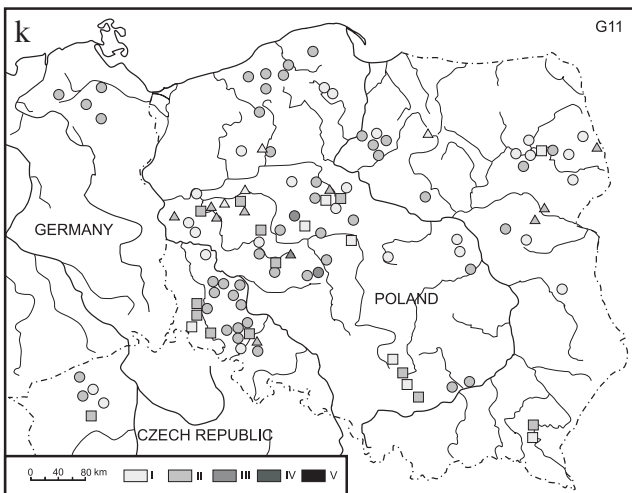 k
G11
GERMANY
POLAND
CZECH REPUBLIC
0 40 80 km I II III IV V